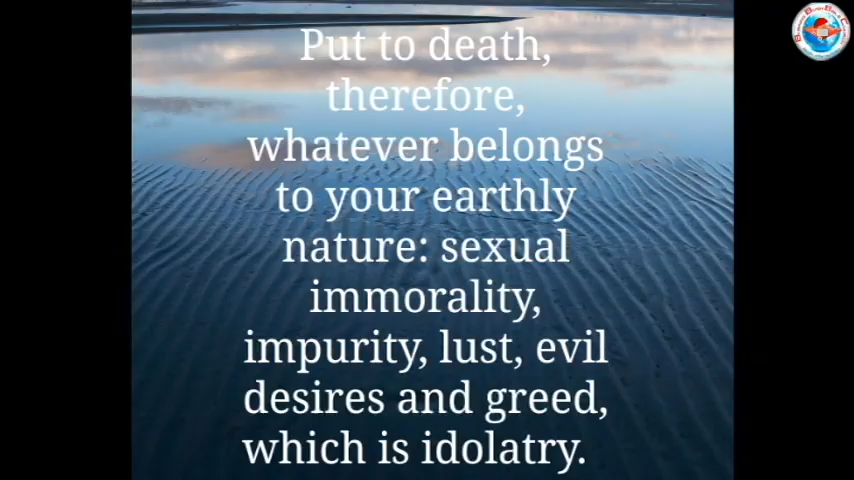 Put to death,
therefore,
whatever belongs
to your earthly
nature: sexual
immorality,
impurity, lust, evil
desires and greed,
which is idolatry.